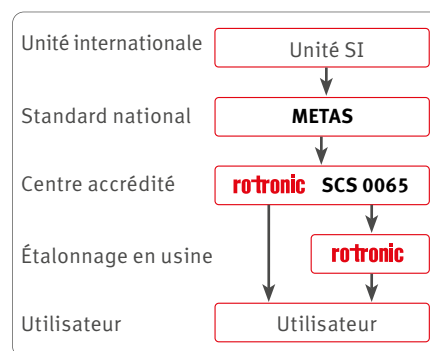 Unité internationale Unité SI
Standard national METAS
Centre accrédité rotronic SCS 0065
Étalonnage en usine rotronic
Utilisateur Utilisateur